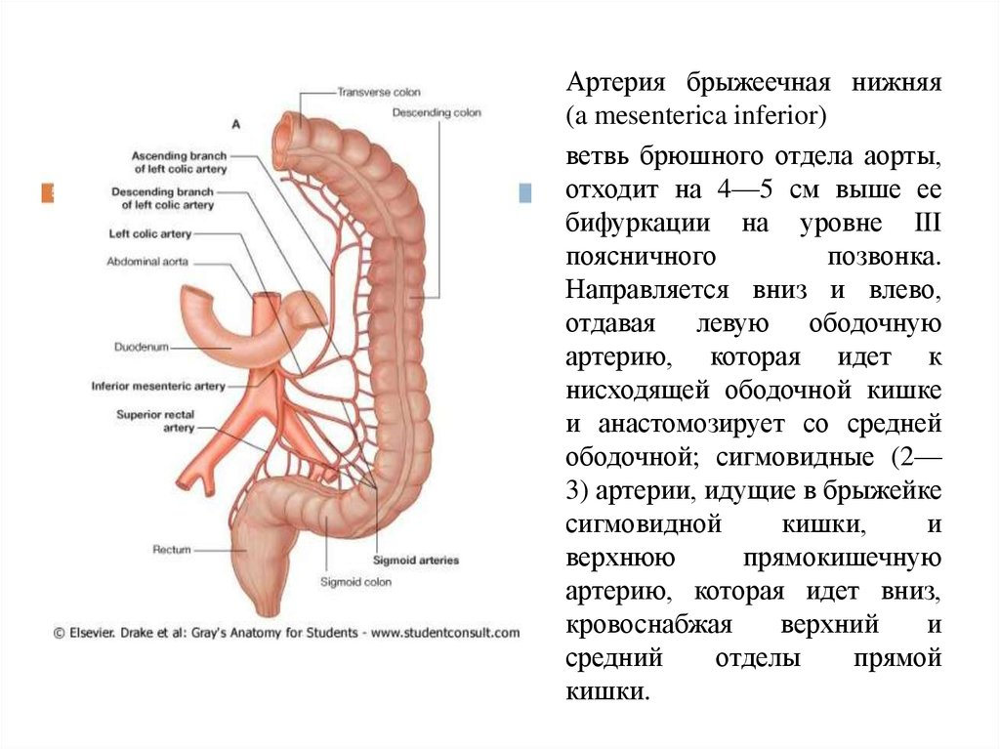 Transverse colon
Descending colon
A
Ascending branch
of left colic artery
Descending branch
of left colic artery
Left colic artery
Abdominal aorta
Duodenum
Inferior mesenteric artery
Superior rectal
artery
Rectum
Sigmoid arteries
Sigmoid colon
© Elsevier. Drake et al: Gray's Anatomy for Students - www.studentconsult.com
Артерия брыжеечная нижняя
(a mesenterica inferior)
ветвь брюшного отдела аорты,
отходит на 4—5 см выше ее
бифуркации на уровне III
поясничного позвонка.
Направляется вниз и влево,
отдавая левую ободочную
артерию, которая идет к
нисходящей ободочной кишке
и анастомозирует со средней
ободочной; сигмовидные (2—
3) артерии, идущие в брыжейке
сигмовидной кишки, и
верхнюю прямокишечную
артерию, которая идет вниз,
кровоснабжая верхний и
средний отделы прямой
кишки.